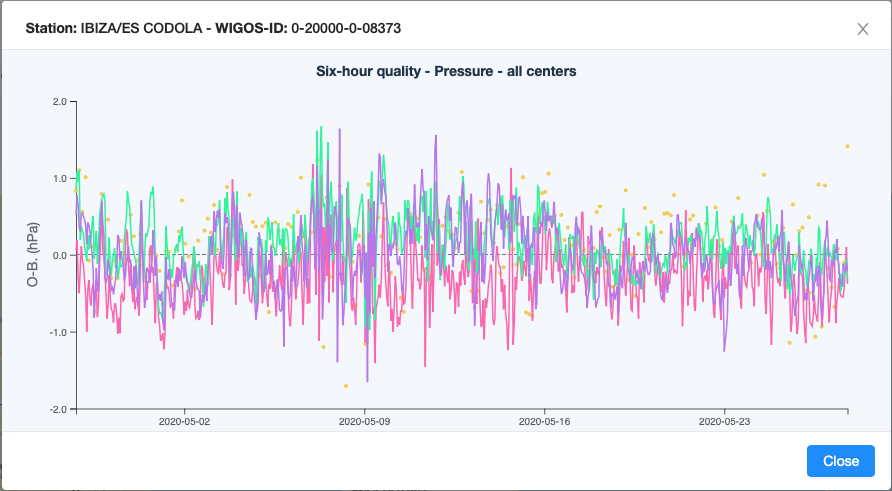 Station: IBIZA/ES CODOLA - WIGOS-ID: 0-20000-0-08373
Six-hour quality - Pressure - all centers
O-B. (hPa)
2.0
1.0
0.0
-1.0
-2.0
2020-05-02 2020-05-09 2020-05-16 2020-05-23
Close